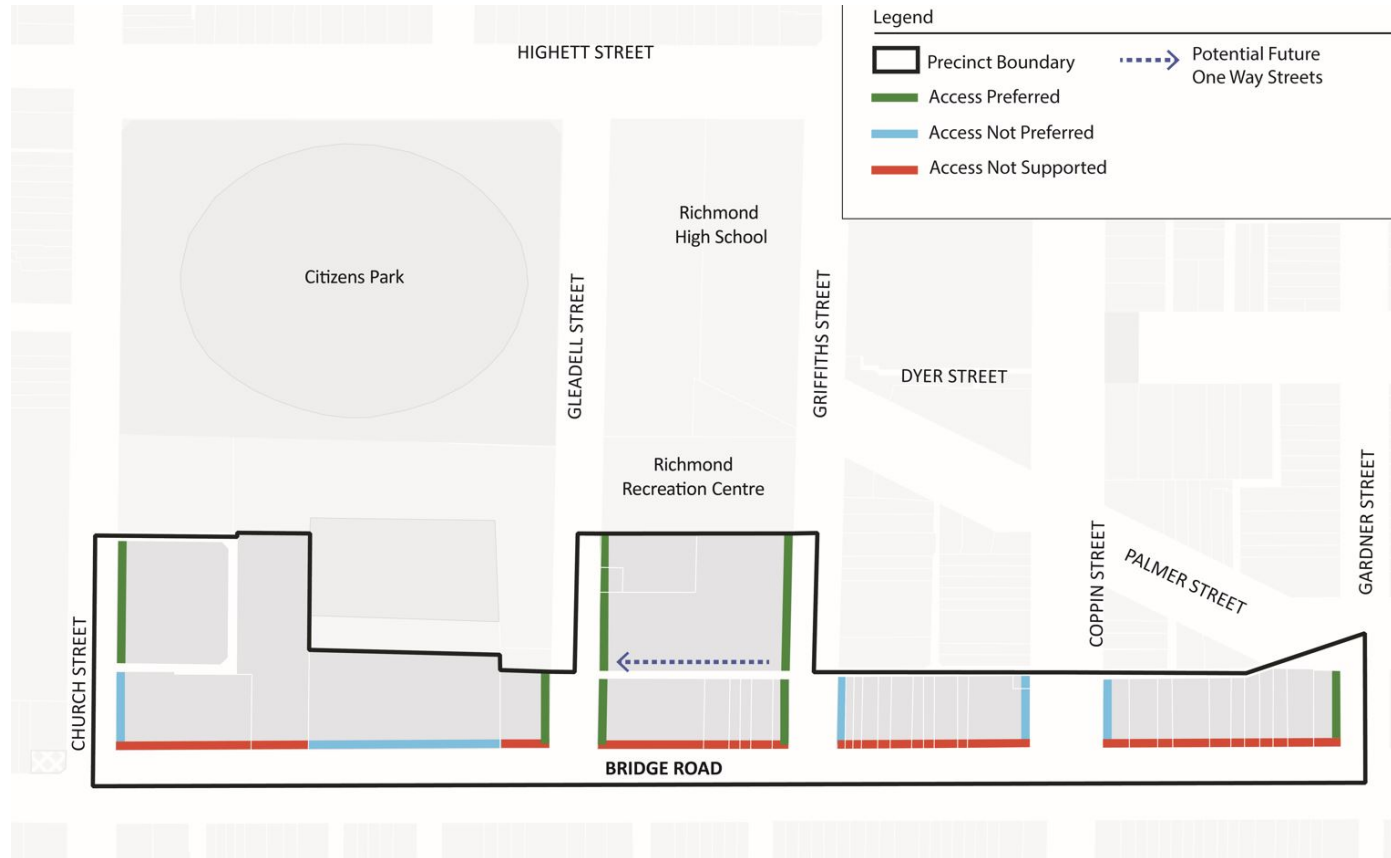 Legend
Precinct Boundary
Access Preferred
Access Not Preferred
Access Not Supported
Potential Future
One Way Streets
HIGHETT STREET
Richmond
High School
Citizens Park
GLEADELL STREET
GRIFFITHS STREET
DYER STREET
Richmond
Recreation Centre
GARDNER STREET
COPPIN STREET
PALMER STREET
CHURCH STREET
BRIDGE ROAD